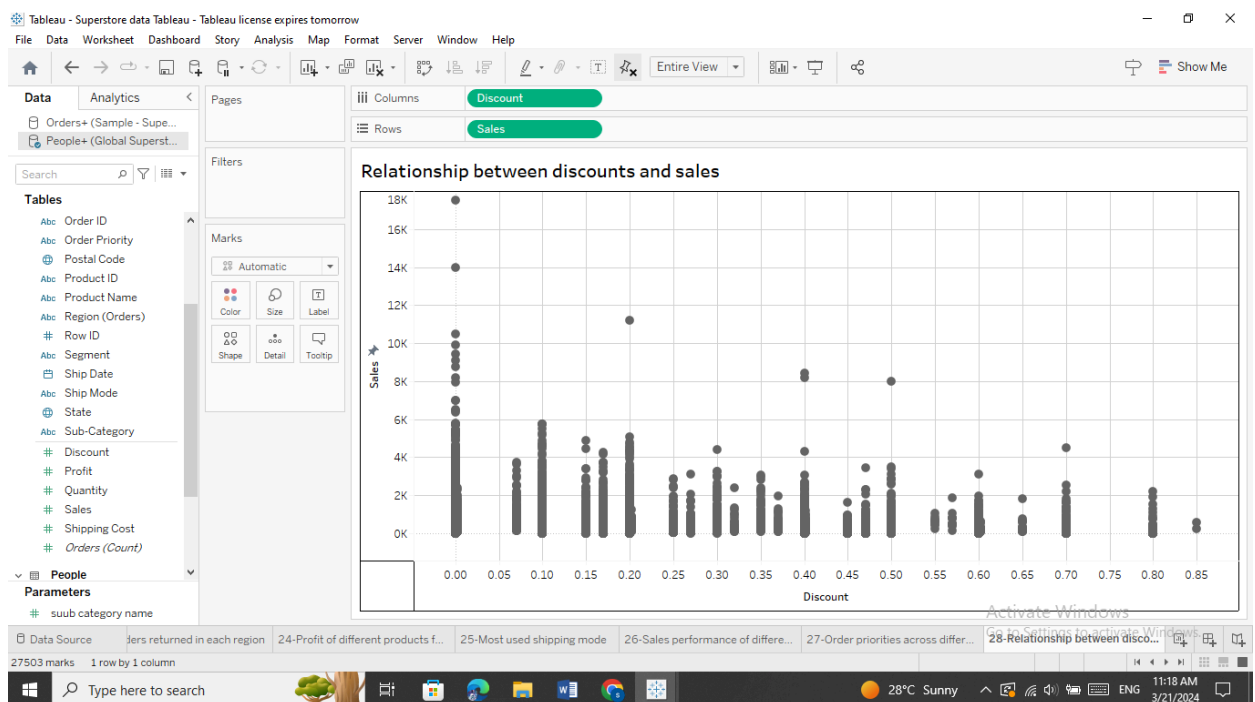 Tableau - Superstore data Tableau - Tableau license expires tomorrow
File Data Worksheet Dashboard Story Analysis Map Format Server Window Help
Entire View
Show Me
Data Analytics
Orders+ (Sample - Supe...
People+ (Global Superst...
Search
Tables
Abc Order ID
Abc Order Priority
Postal Code
Abc Product ID
Abc Product Name
Abc Region (Orders)
# Row ID
Abc Segment
Ship Date
Abc Ship Mode
State
Abc Sub-Category
# Discount
# Profit
# Quantity
# Sales
# Shipping Cost
# Orders (Count)
People
Parameters
# suub category name
Pages
Filters
Marks
Automatic
Color Size Label
Shape Detail Tooltip
Columns Discount
Rows Sales
Relationship between discounts and sales
18K
16K
14K
12K
10K
8K
6K
4K
2K
0K
Sales
0.00 0.05 0.10 0.15 0.20 0.25 0.30 0.35 0.40 0.45 0.50 0.55 0.60 0.65 0.70 0.75 0.80 0.85
Discount
Activate Windows
Go to Settings to activate Windows.
Data Source ders returned in each region 24-Profit of different products f... 25-Most used shipping mode 26-Sales performance of differe... 27-Order priorities across differ... 28-Relationship between disco...
27503 marks 1 row by 1 column
Type here to search
28°C Sunny
ENG
11:18 AM
3/21/2024